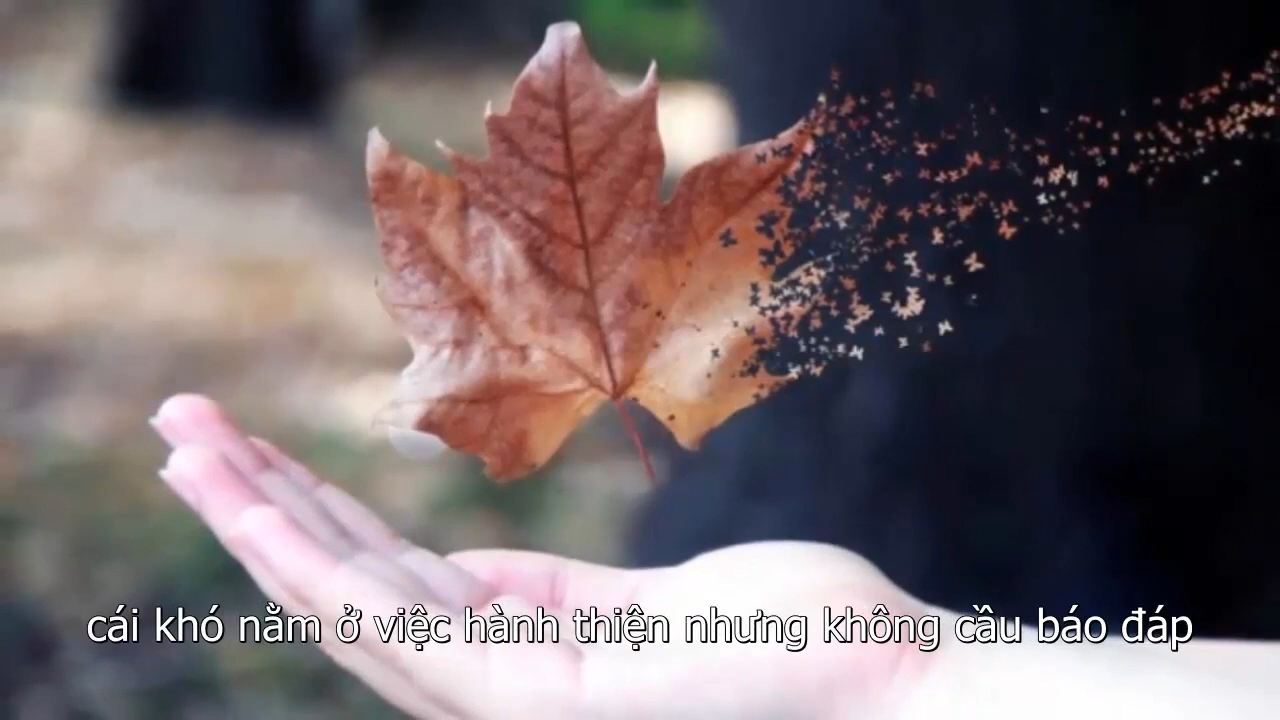 cái khó nằm ở việc hành thiện nhưng không cầu báo đáp